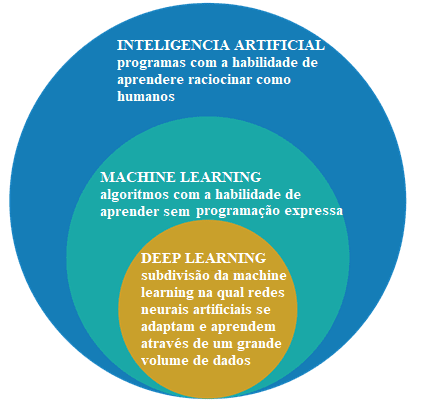 INTELIGENCIA ARTIFICIAL
programas com a habilidade de
aprendere raciocinar como
humanos
MACHINE LEARNING
algoritmos com a habilidade de
aprender sem programação expressa
DEEP LEARNING
subdivisão da machine
learning na qual redes
neurais artificiais se
adaptam e aprendem
através de um grande
volume de dados